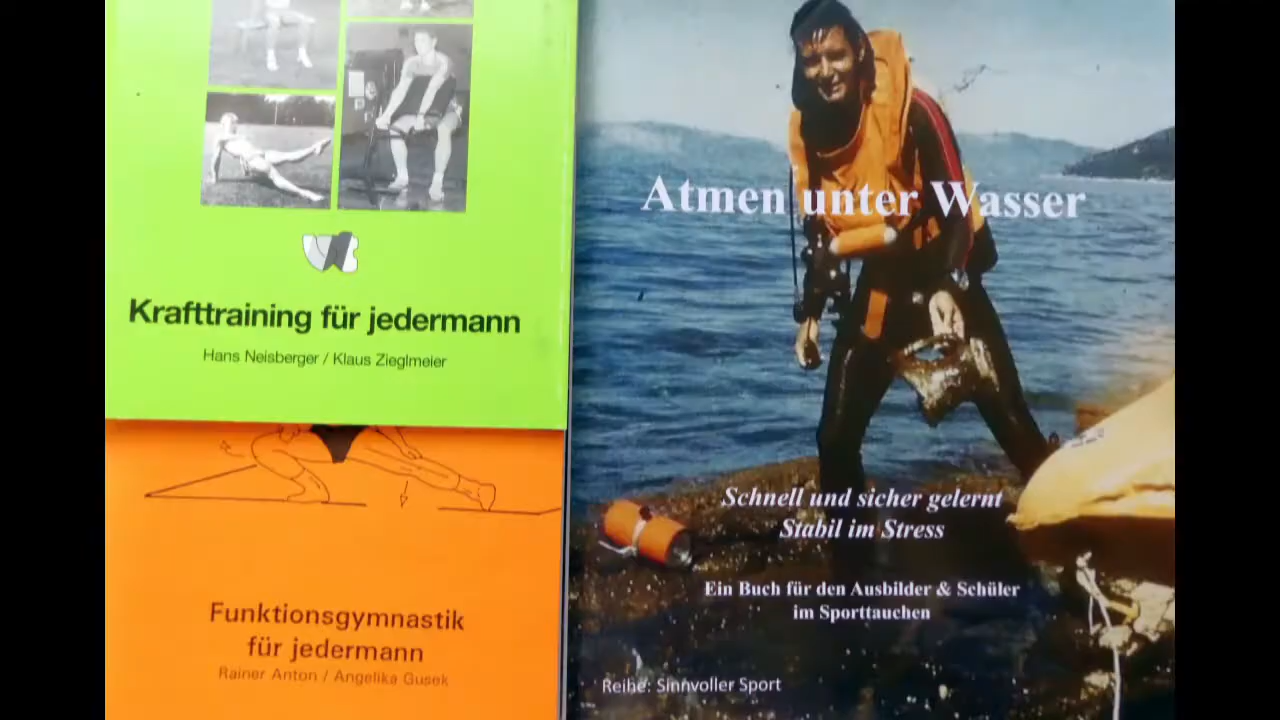 Krafttraining für jedermann
Hans Neisberger / Klaus Zieglmeier
Funktionsgymnastik
für jedermann
Rainer Anton / Angelika Gusek
Atmen unter Wasser
Schnell und sicher gelernt
Stabil im Stress
Ein Buch für den Ausbilder & Schüler
im Sporttauchen
Reihe: Sinnvoller Sport